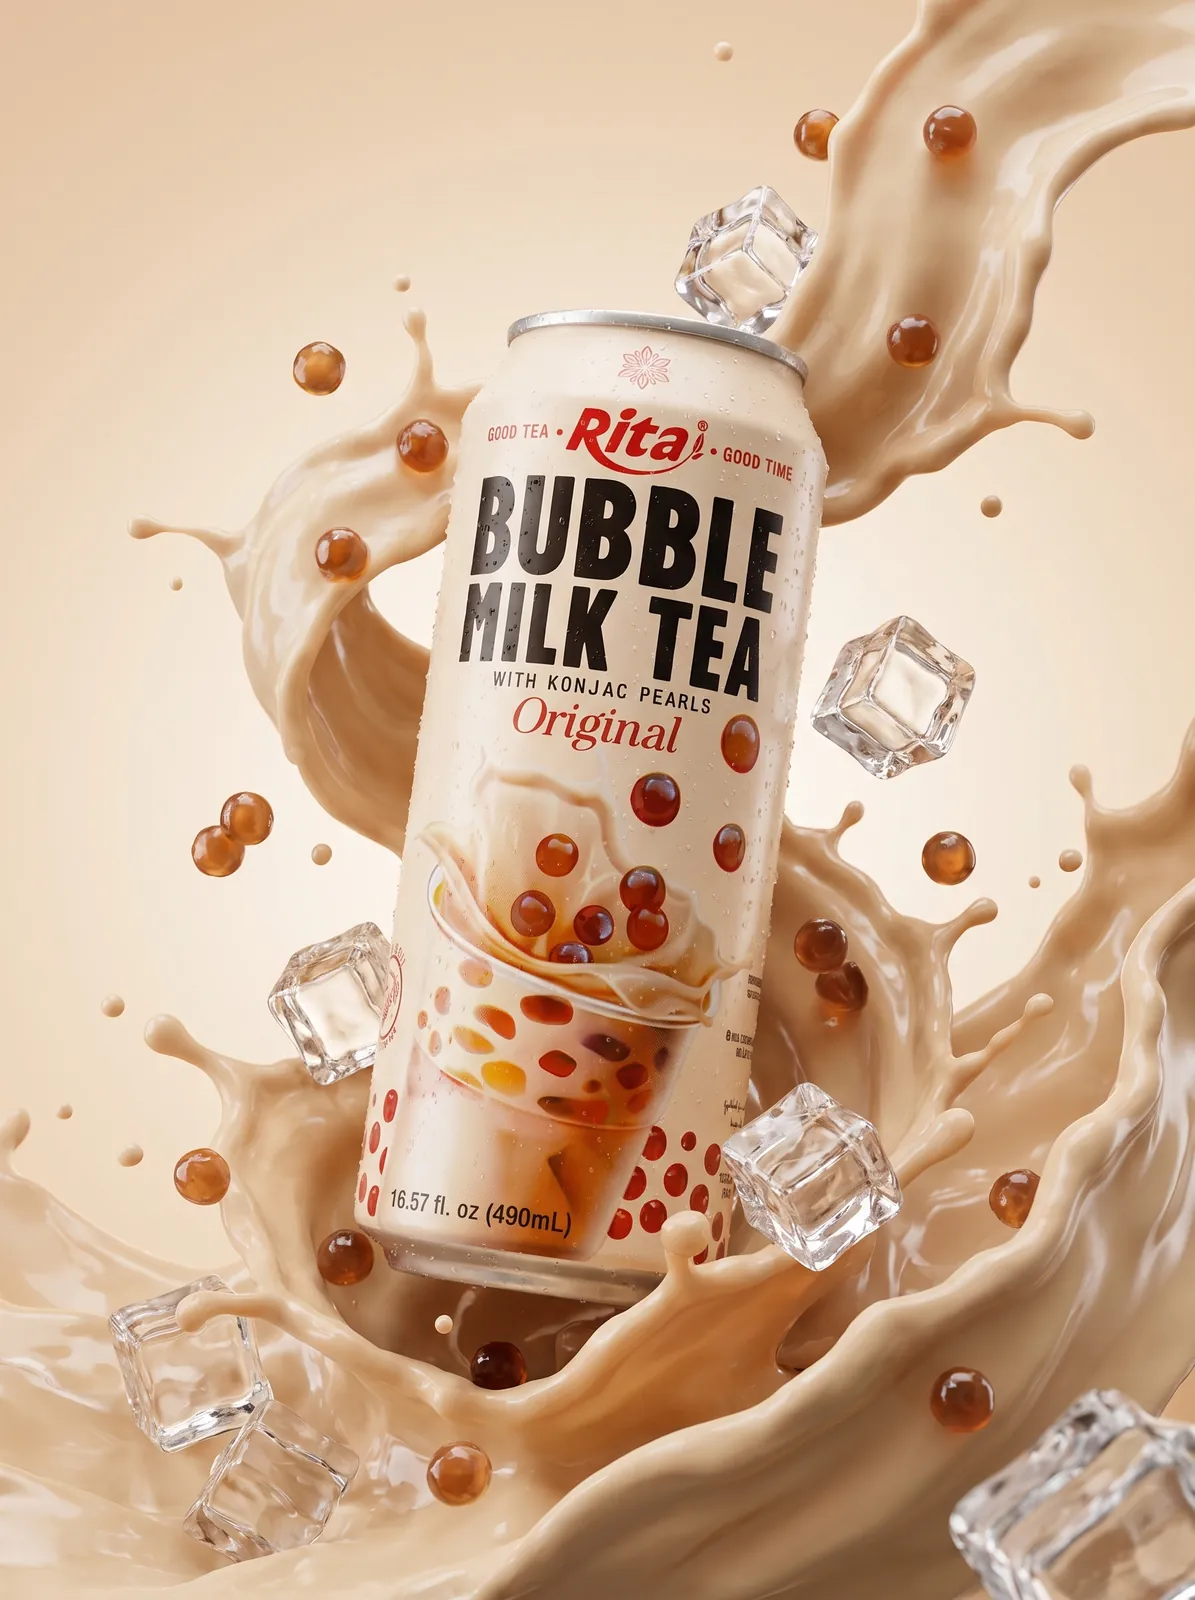 GOOD TEA • Rita® • GOOD TIME
BUBBLE
MILK TEA
WITH KONJAC PEARLS
Original
16.57 fl. oz (490mL)